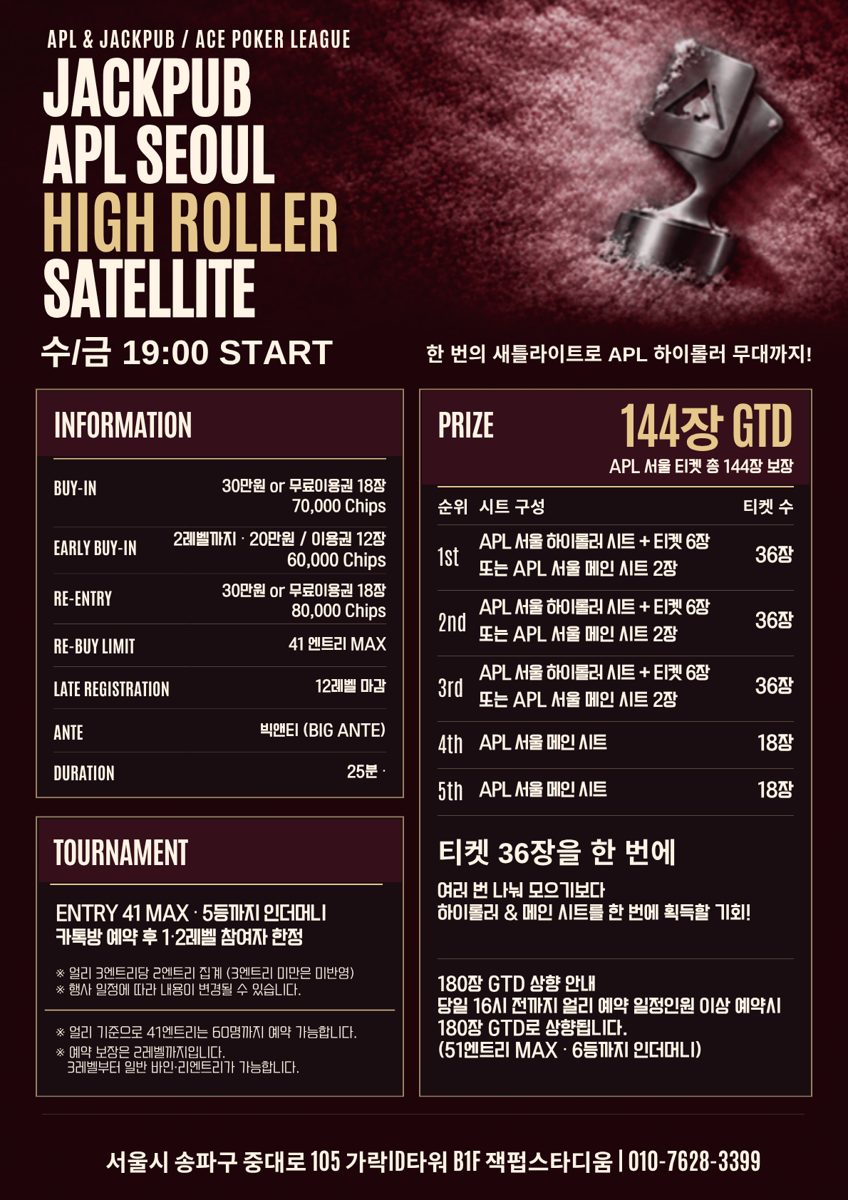 APL & JACKPUB / ACE POKER LEAGUE
JACKPUB
APL SEOUL
HIGH ROLLER
SATELLITE
수/금 19:00 START
한 번의 새틀라이트로 APL 하이롤러 무대까지!
INFORMATION
BUY-IN
30만원 or 무료이용권 18장
70,000 Chips
EARLY BUY-IN
2레벨까지 · 20만원 / 이용권 12장
60,000 Chips
RE-ENTRY
30만원 or 무료이용권 18장
80,000 Chips
RE-BUY LIMIT
41 엔트리 MAX
LATE REGISTRATION
12레벨 마감
ANTE
빅앤티 (BIG ANTE)
DURATION
25분 ·
TOURNAMENT
ENTRY 41 MAX · 5등까지 인더머니
카톡방 예약 후 1·2레벨 참여자 한정
※ 얼리 3엔트리당 2엔트리 집계 (3엔트리 미만은 미반영)
※ 행사 일정에 따라 내용이 변경될 수 있습니다.
※ 얼리 기준으로 41엔트리는 60명까지 예약 가능합니다.
※ 예약 보장은 2레벨까지입니다.
3레벨부터 일반 바인·리엔트리가 가능합니다.
PRIZE
144장 GTD
APL 서울 티켓 총 144장 보장
순위 시트 구성 티켓 수
1st
APL 서울 하이롤러 시트 + 티켓 6장
또는 APL 서울 메인 시트 2장
36장
2nd
APL 서울 하이롤러 시트 + 티켓 6장
또는 APL 서울 메인 시트 2장
36장
3rd
APL 서울 하이롤러 시트 + 티켓 6장
또는 APL 서울 메인 시트 2장
36장
4th APL 서울 메인 시트 18장
5th APL 서울 메인 시트 18장
티켓 36장을 한 번에
여러 번 나눠 모으기보다
하이롤러 & 메인 시트를 한 번에 획득할 기회!
180장 GTD 상향 안내
당일 16시 전까지 얼리 예약 일정인원 이상 예약시
180장 GTD로 상향됩니다.
(51엔트리 MAX · 6등까지 인더머니)
서울시 송파구 중대로 105 가락ID타워 B1F 잭펍스타디움 | 010-7628-3399